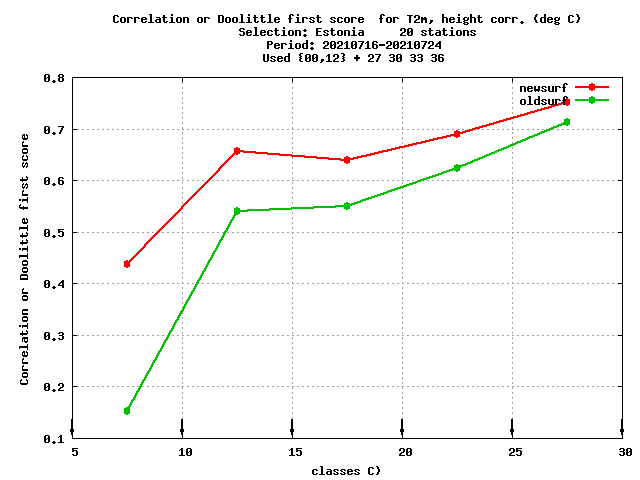 Correlation or Doolittle first score  for T2m, height corr. (deg C)
Selection: Estonia     20 stations
Period: 20210716-20210724
Used {00,12} + 27 30 33 36
newsurf
oldsurf
Correlation or Doolittle first score
0.8
0.7
0.6
0.5
0.4
0.3
0.2
0.1
5 10 15 20 25 30
classes C)